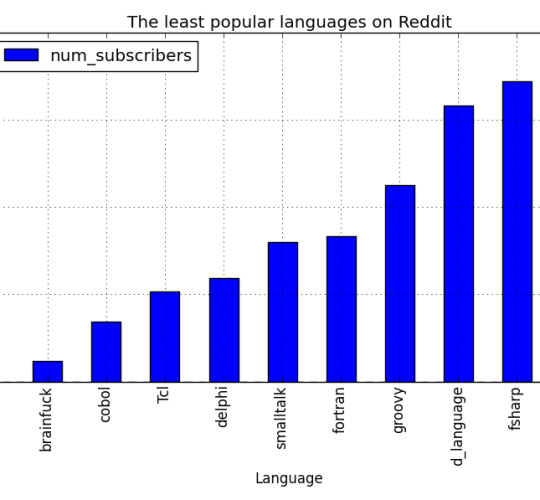 The least popular languages on Reddit
num_subscribers
brainfuck
cobol
Tcl
delphi
smalltalk
fortran
groovy
d_language
fsharp
Language